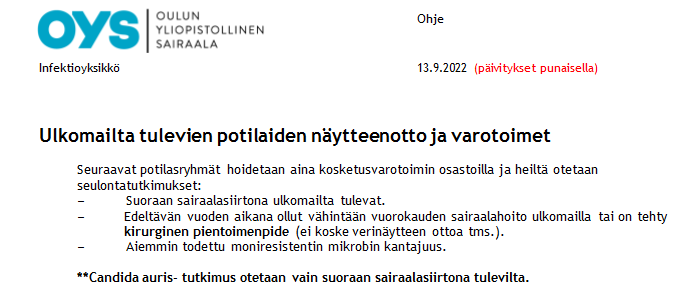 OYS
OULUN
YLIOPISTOLLINEN
SAIRAALA
Ohje
Infektioyksikkö
13.9.2022 (päivitykset punaisella)
Ulkomailta tulevien potilaiden näytteenotto ja varotoimet
Seuraavat potilasryhmät hoidetaan aina kosketusvarotoimin osastoilla ja heiltä otetaan
seulontatutkimukset:
– Suoraan sairaalasiirtona ulkomailta tulevat.
– Edeltävän vuoden aikana ollut vähintään vuorokauden sairaalahoito ulkomailla tai on tehty
kirurginen pientoimenpide (ei koske verinäytteen ottoa tms.).
– Aiemmin todettu moniresistentin mikrobin kantajuus.
**Candida auris- tutkimus otetaan vain suoraan sairaalasiirtona tulevilta.